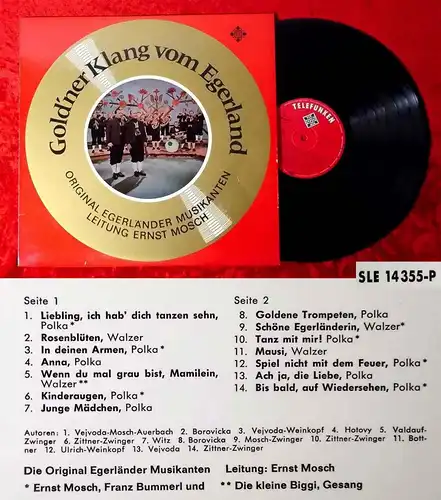 Gold'ner Klang vom Egerland
ORIGINAL EGERLÄNDER MUSIKANTEN
LEITUNG ERNST MOSCH
TELEFUNKEN
SLE 14 355-P
Seite 1
1. Liebling, ich hab' dich tanzen sehn,
Polka*
2. Rosenblüten, Walzer
3. In deinen Armen, Polka*
4. Anna, Polka
5. Wenn du mal grau bist, Mamilein,
Walzer**
6. Kinderaugen, Polka*
7. Junge Mädchen, Polka
Seite 2
8. Goldene Trompeten, Polka
9. Schöne Egerländerin, Walzer*
10. Tanz mit mir! Polka*
11. Mausi, Walzer
12. Spiel nicht mit dem Feuer, Polka*
13. Ach ja, die Liebe, Polka
14. Bis bald, auf Wiedersehen, Polka*
Autoren: 1. Vejvoda-Mosch-Auerbach 2. Borovicka 3. Vejvoda-Weinkopf 4. Hotovy 5. Valdauf-
Zwinger 6. Zittner-Zwinger 7. Witz 8. Borovicka 9. Mosch-Zwinger 10. Zittner-Zwinger 11. Bott-
ner 12. Ulrich-Weinkopf 13. Vejvoda 14. Zittner-Zwinger
Die Original Egerländer Musikanten Leitung: Ernst Mosch
* Ernst Mosch, Franz Bummerl und ** Die kleine Biggi, Gesang